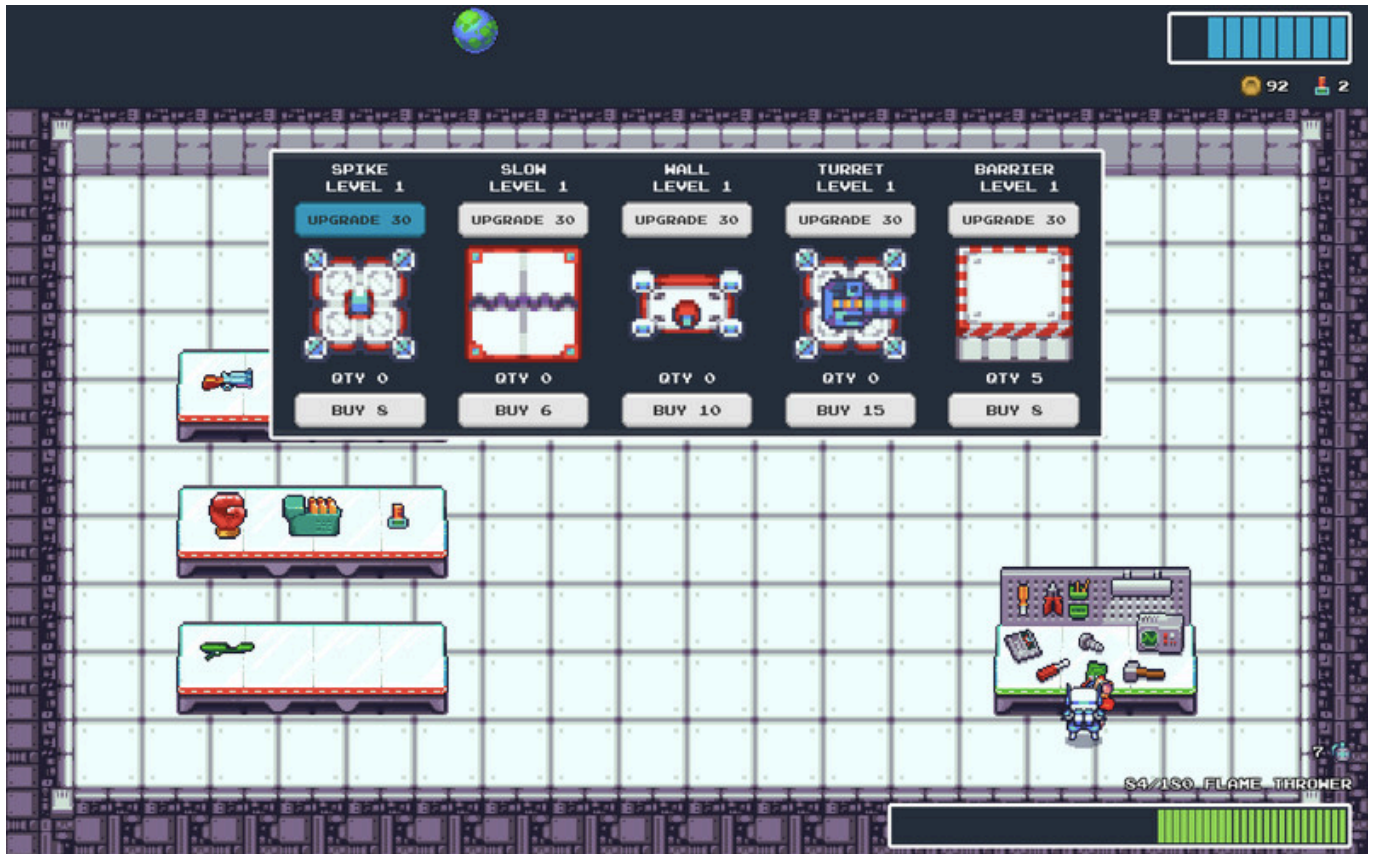 92 2
SPIKE LEVEL 1
SLOW LEVEL 1
WALL LEVEL 1
TURRET LEVEL 1
BARRIER LEVEL 1
UPGRADE 30 UPGRADE 30 UPGRADE 30 UPGRADE 30 UPGRADE 30
QTY 0 QTY 0 QTY 0 QTY 0 QTY 5
BUY 8 BUY 6 BUY 10 BUY 15 BUY 8
7
84/180 FLAME THROWER